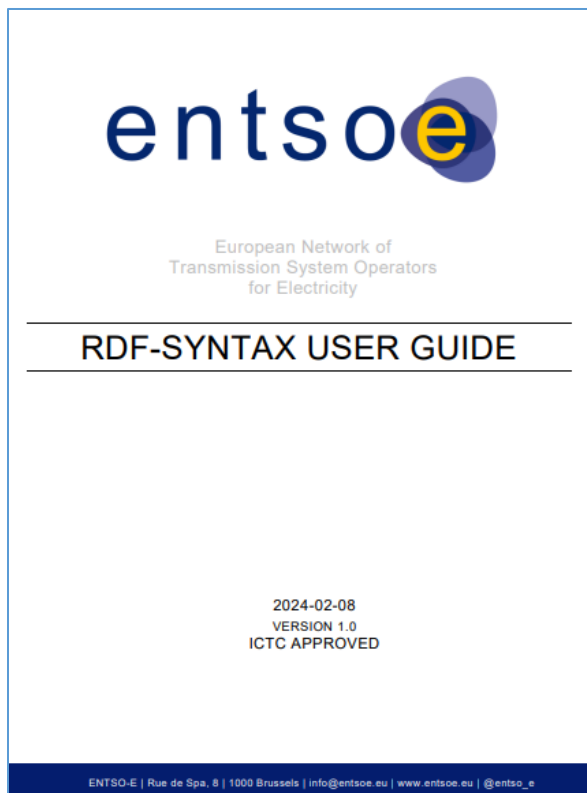 entsoe
European Network of
Transmission System Operators
for Electricity
RDF-SYNTAX USER GUIDE
2024-02-08
VERSION 1.0
ICTC APPROVED
ENTSO-E | Rue de Spa, 8 | 1000 Brussels | info@entsoe.eu | www.entsoe.eu | @entso_e